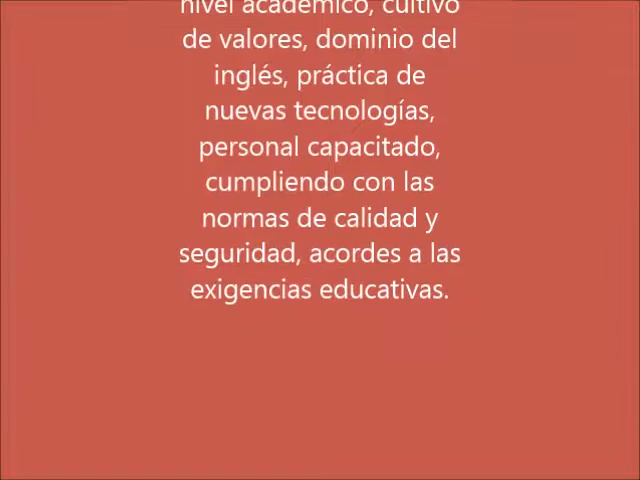 nivel académico, cultivo
de valores, dominio del
inglés, práctica de
nuevas tecnologías,
personal capacitado,
cumpliendo con las
normas de calidad y
seguridad, acordes a las
exigencias educativas.